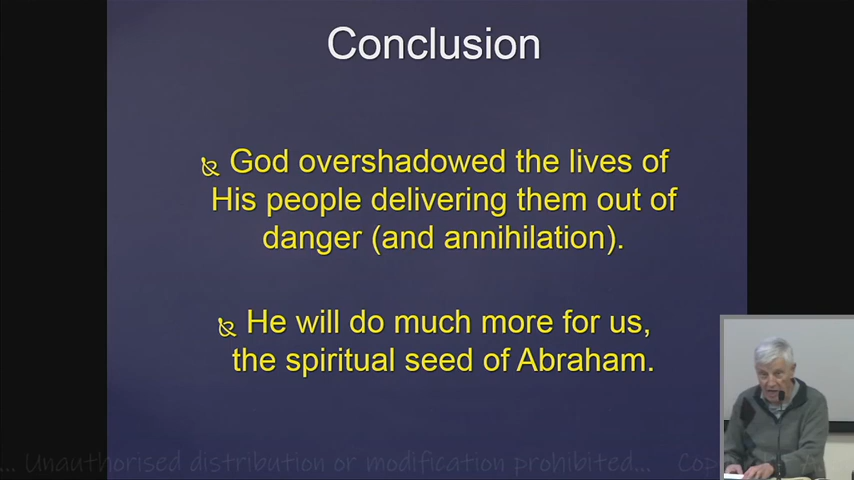 Conclusion
God overshadowed the lives of
His people delivering them out of
danger (and annihilation).
He will do much more for us,
the spiritual seed of Abraham.
... Unauthorised distribution or modification prohibited...